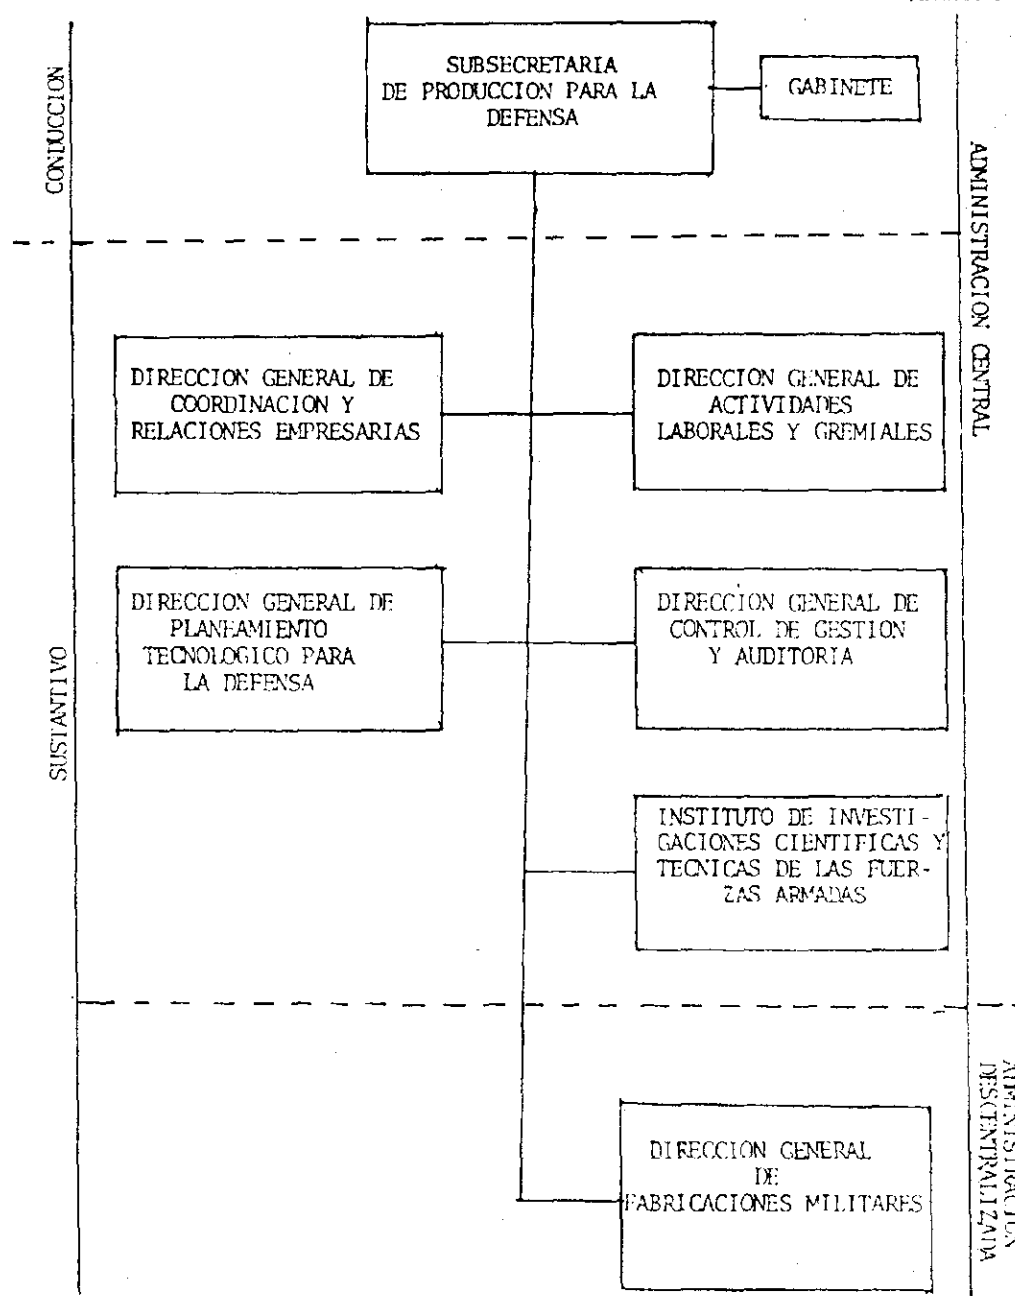 SUBSECRETARIA
DE PRODUCCION PARA LA
DEFENSA
GABINETE
CONDUCCION
ADMINISTRACION CENTRAL
DIRECCION GENERAL DE
COORDINACION Y
RELACIONES EMPRESARIAS
DIRECCION GENERAL DE
ACTIVIDADES
LABORALES Y GREMIALES
DIRECCION GENERAL DE
PLANEAMIENTO
TECNOLOGICO PARA
LA DEFENSA
DIRECCION GENERAL DE
CONTROL DE GESTION
Y AUDITORIA
SUSTANTIVO
INSTITUTO DE INVESTI-
GACIONES CIENTIFICAS Y
TECNICAS DE LAS FUER-
ZAS ARMADAS
ADMINISTRACION
DESCENTRALIZADA
DIRECCION GENERAL
DE
FABRICACIONES MILITARES